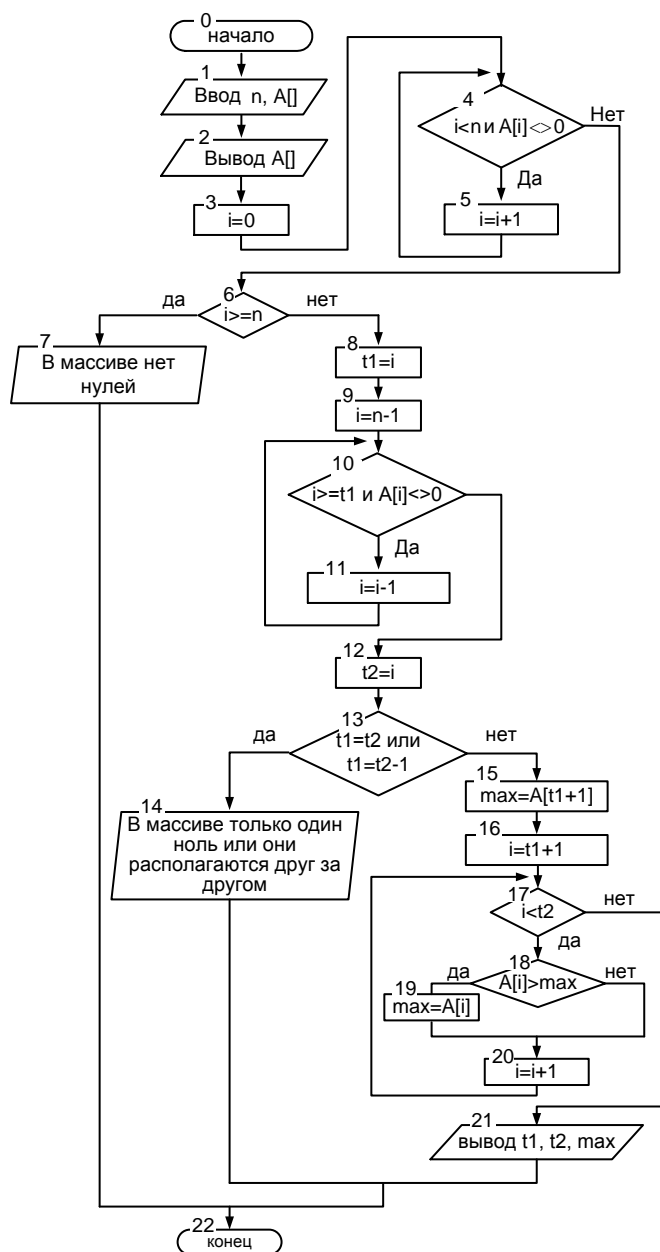 0
начало
1
Ввод n, A[]
2
Вывод A[]
3
i=0
4
i<n и A[i]<>0
Нет
Да
5
i=i+1
6
i>=n
да
нет
7
В массиве нет
нулей
8
t1=i
9
i=n-1
10
i>=t1 и A[i]<>0
Да
11
i=i-1
12
t2=i
13
t1=t2 или
t1=t2-1
да
нет
14
В массиве только один
ноль или они
располагаются друг за
другом
15
max=A[t1+1]
16
i=t1+1
17
i<t2
нет
да
18
A[i]>max
да
нет
19
max=A[i]
20
i=i+1
21
вывод t1, t2, max
22
конец